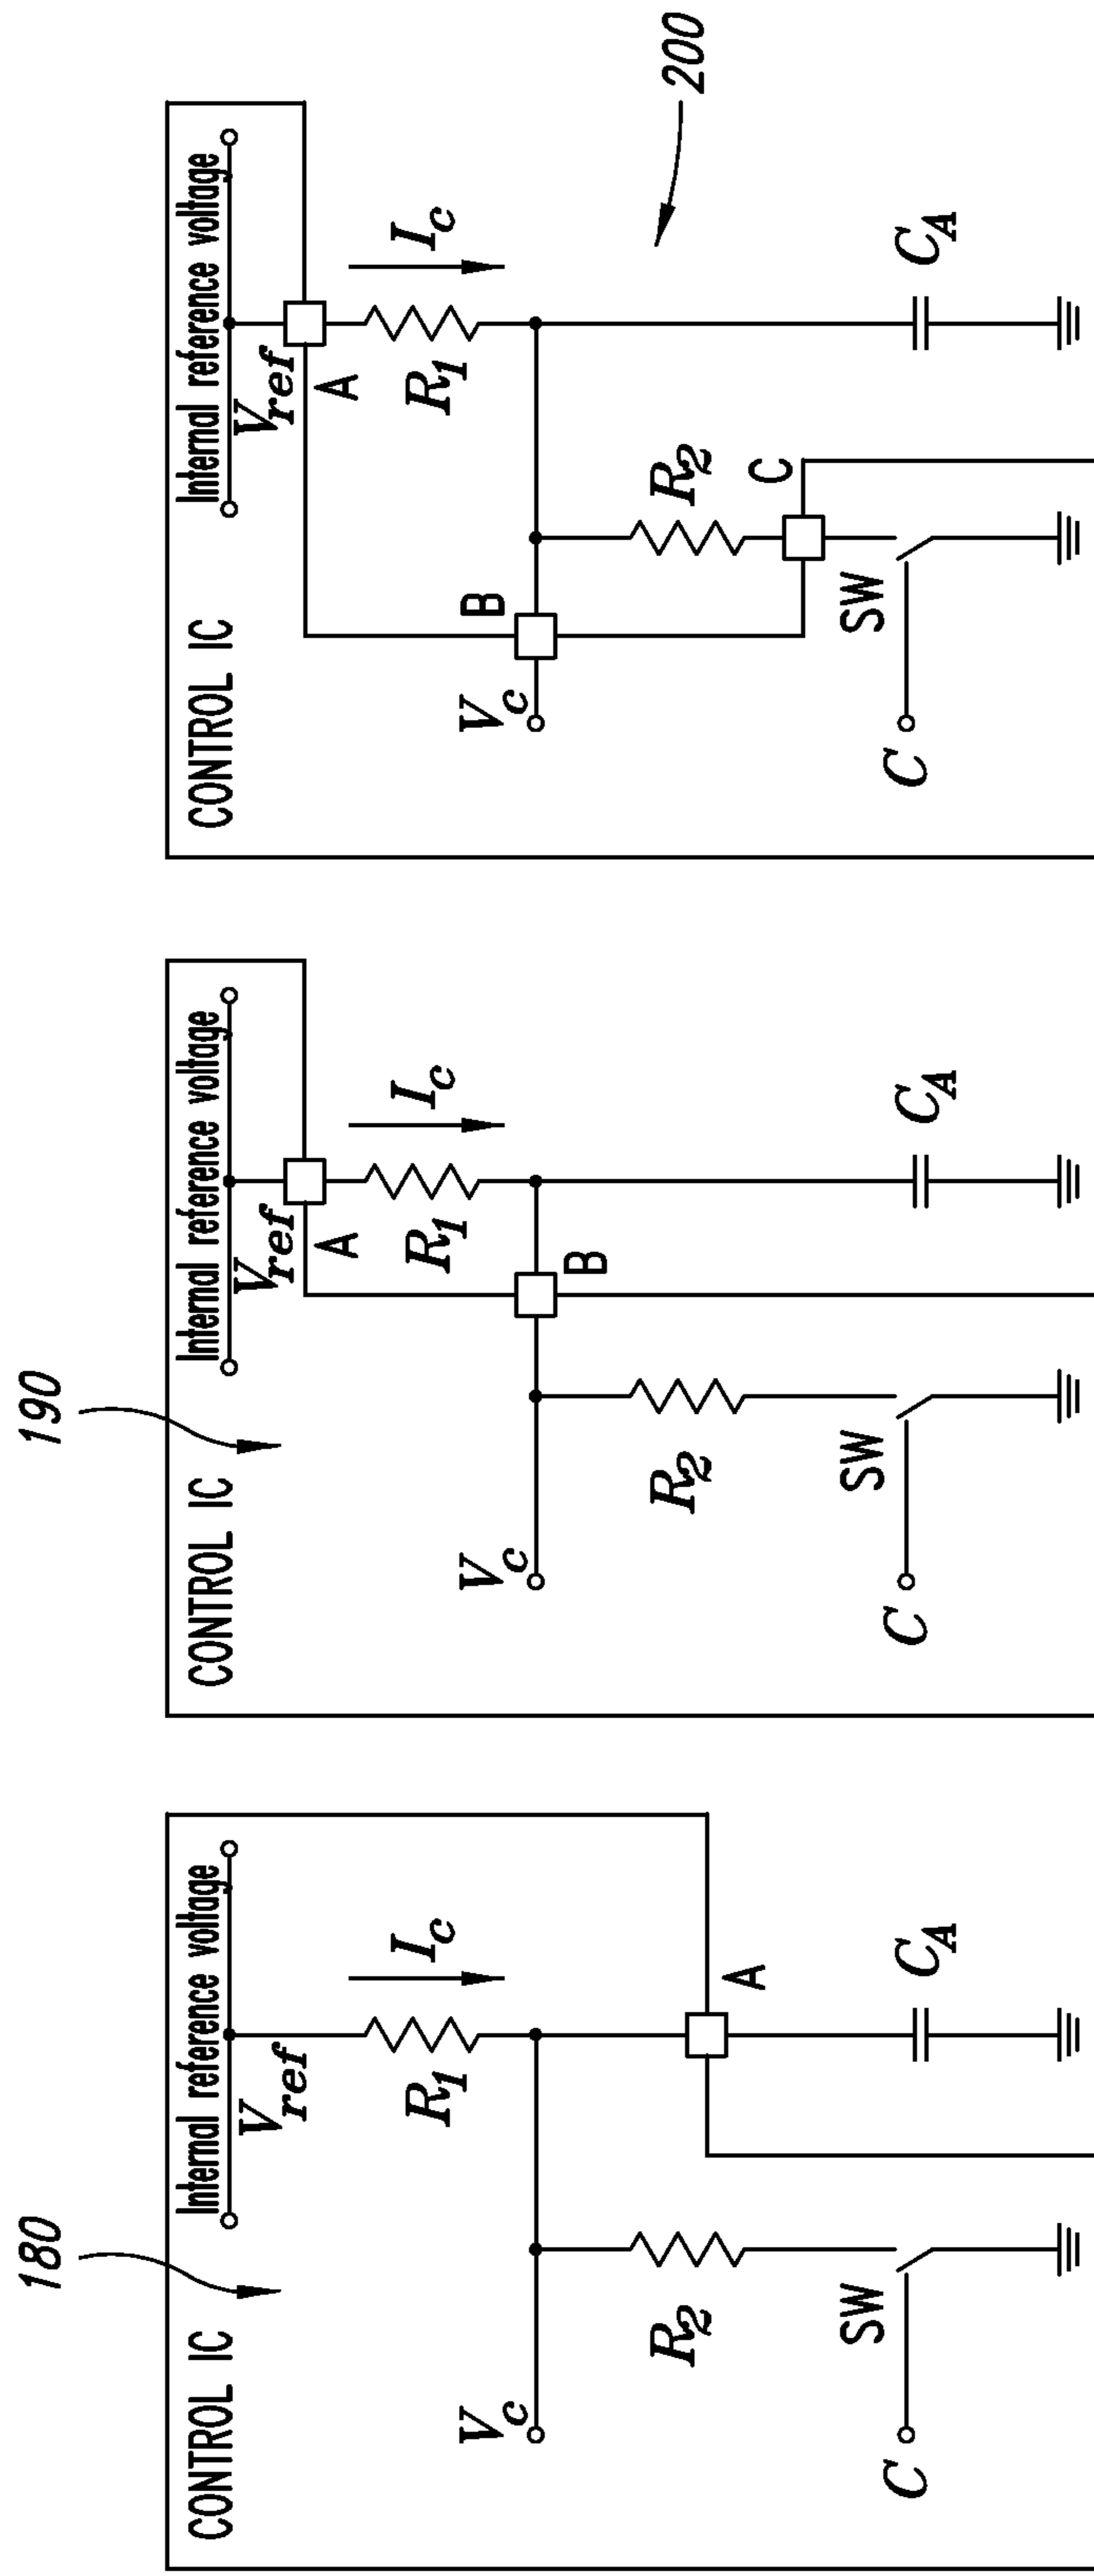 180
CONTROL IC
Internal reference voltage
Vref
Ic
R1
Vc
R2
A
SW
C
CA
190
CONTROL IC
Internal reference voltage
Vref
A
Ic
R1
Vc
B
R2
SW
C
CA
CONTROL IC
Internal reference voltage
Vref
A
Ic
R1
Vc
B
200
R2
C
SW
C
CA